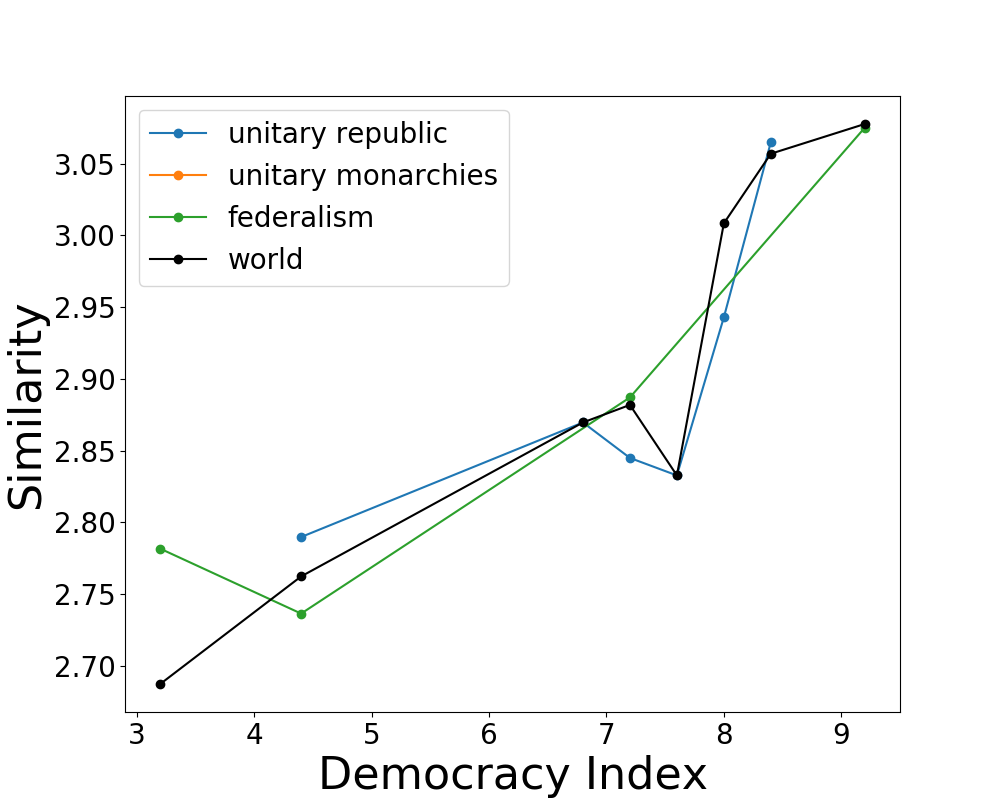 unitary republic
unitary monarchies
federalism
world
Similarity
3.05
3.00
2.95
2.90
2.85
2.80
2.75
2.70
3 4 5 6 7 8 9
Democracy Index